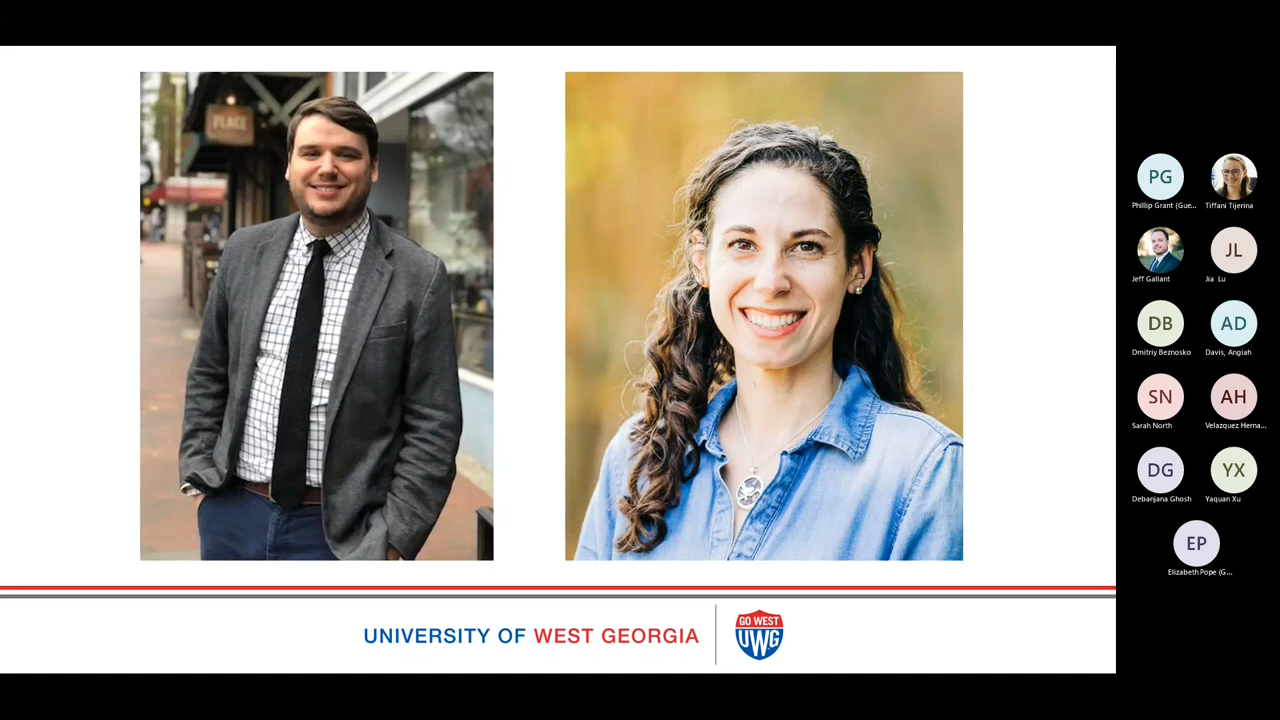 PLACE
UNIVERSITY OF WEST GEORGIA
GO WEST
UWG
PG
Phillip Grant (Gue...
Tiffani Tijerina
Jeff Gallant
JL
Jia Lu
DB
Dmitriy Beznosko
AD
Davis, Angiah
SN
Sarah North
AH
Velazquez Herna...
DG
Debanjana Ghosh
YX
Yaquan Xu
EP
Elizabeth Pope (G...